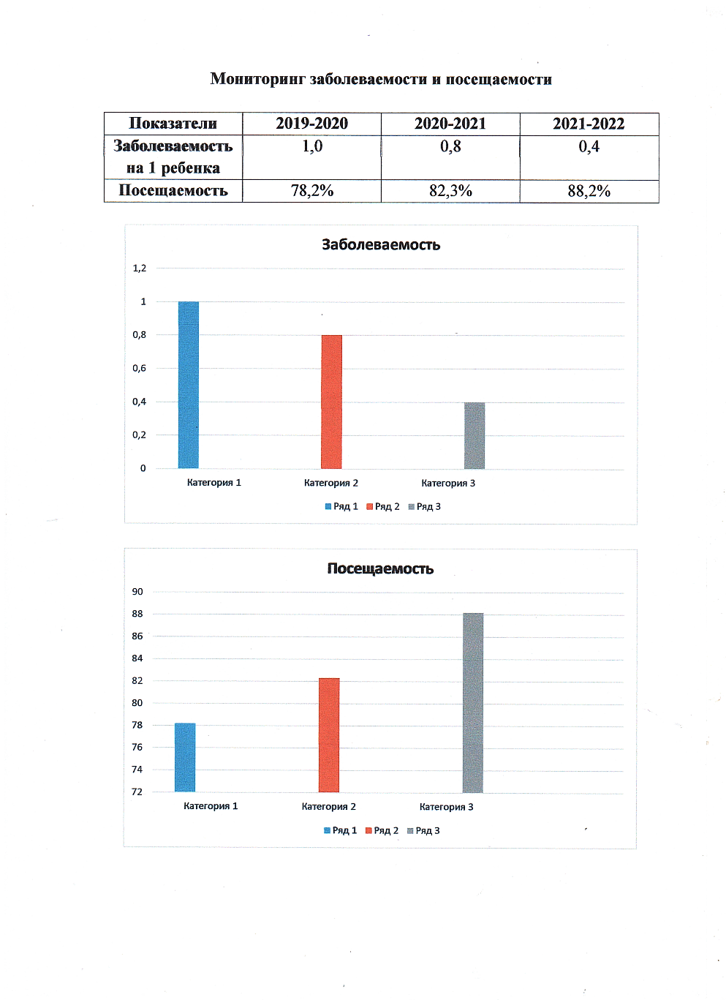 Мониторинг заболеваемости и посещаемости
Показатели 2019-2020 2020-2021 2021-2022
Заболеваемость 1,0 0,8 0,4
на 1 ребенка
Посещаемость 78,2% 82,3% 88,2%
Заболеваемость
1,2
1
0,8
0,6
0,4
0,2
0
Категория 1 Категория 2 Категория 3
Ряд 1 Ряд 2 Ряд 3
Посещаемость
90
88
86
84
82
80
78
76
74
72
Категория 1 Категория 2 Категория 3
Ряд 1 Ряд 2 Ряд 3